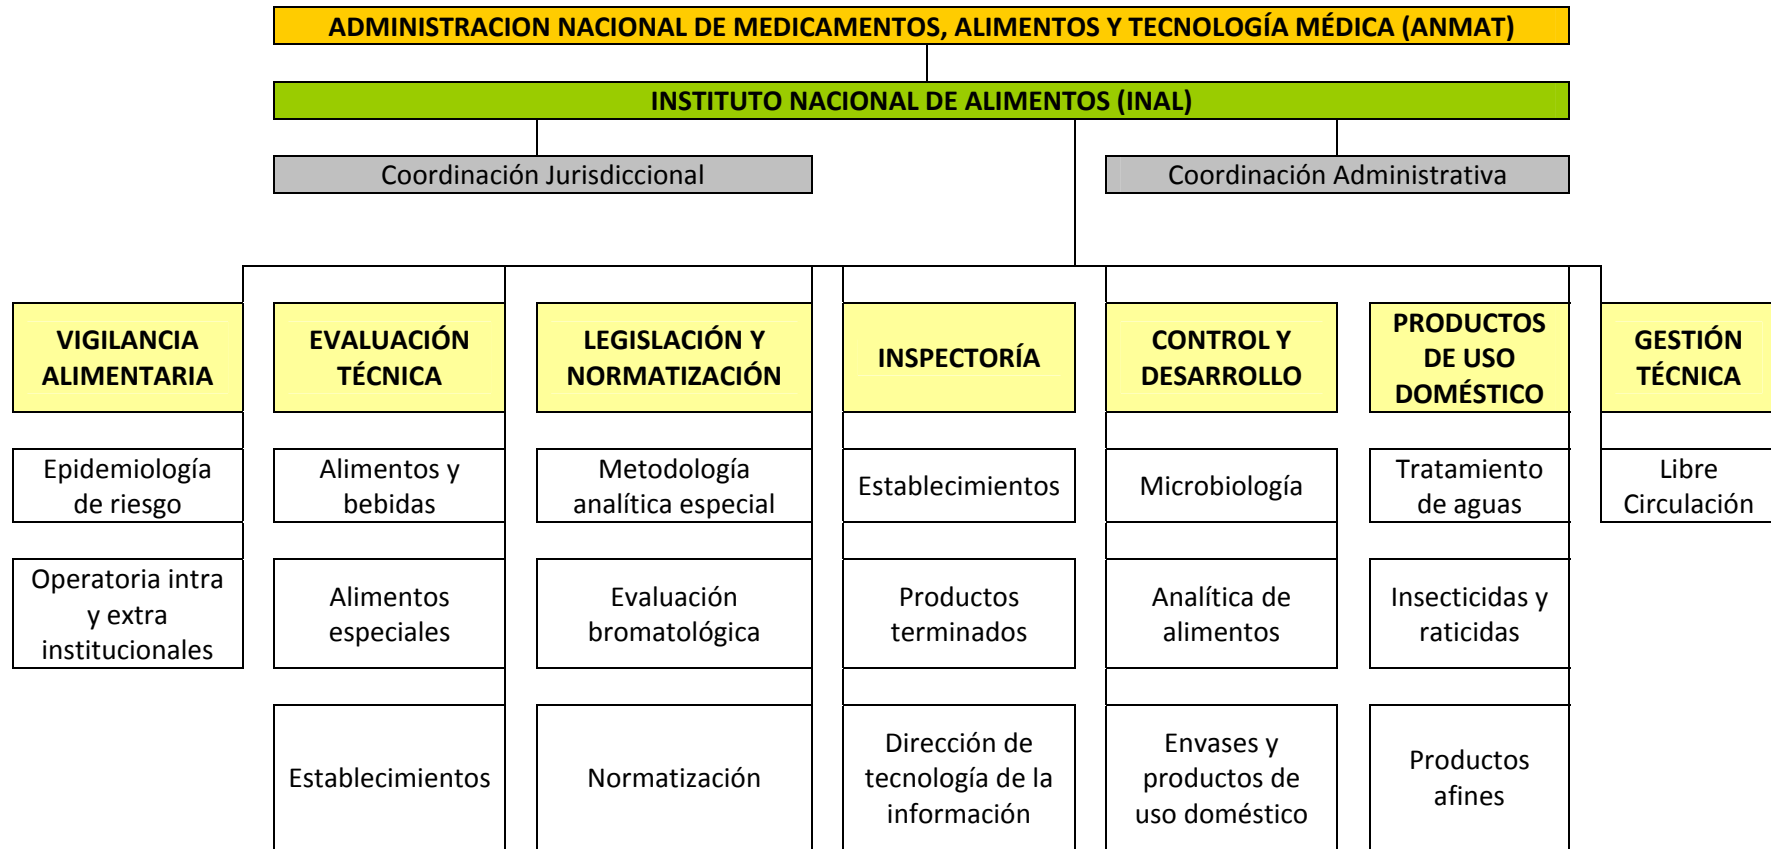 ADMINISTRACION NACIONAL DE MEDICAMENTOS, ALIMENTOS Y TECNOLOGÍA MÉDICA (ANMAT)
INSTITUTO NACIONAL DE ALIMENTOS (INAL)
Coordinación Jurisdiccional
Coordinación Administrativa
VIGILANCIA
ALIMENTARIA
EVALUACIÓN
TÉCNICA
LEGISLACIÓN Y
NORMATIZACIÓN
INSPECTORÍA
CONTROL Y
DESARROLLO
PRODUCTOS
DE USO
DOMÉSTICO
GESTIÓN
TÉCNICA
Epidemiología
de riesgo
Alimentos y
bebidas
Metodología
analítica especial
Establecimientos
Microbiología
Tratamiento
de aguas
Libre
Circulación
Operatoria intra
y extra
institucionales
Alimentos
especiales
Evaluación
bromatológica
Productos
terminados
Analítica de
alimentos
Insecticidas y
raticidas
Establecimientos
Normatización
Dirección de
tecnología de la
información
Envases y
productos de
uso doméstico
Productos
afines